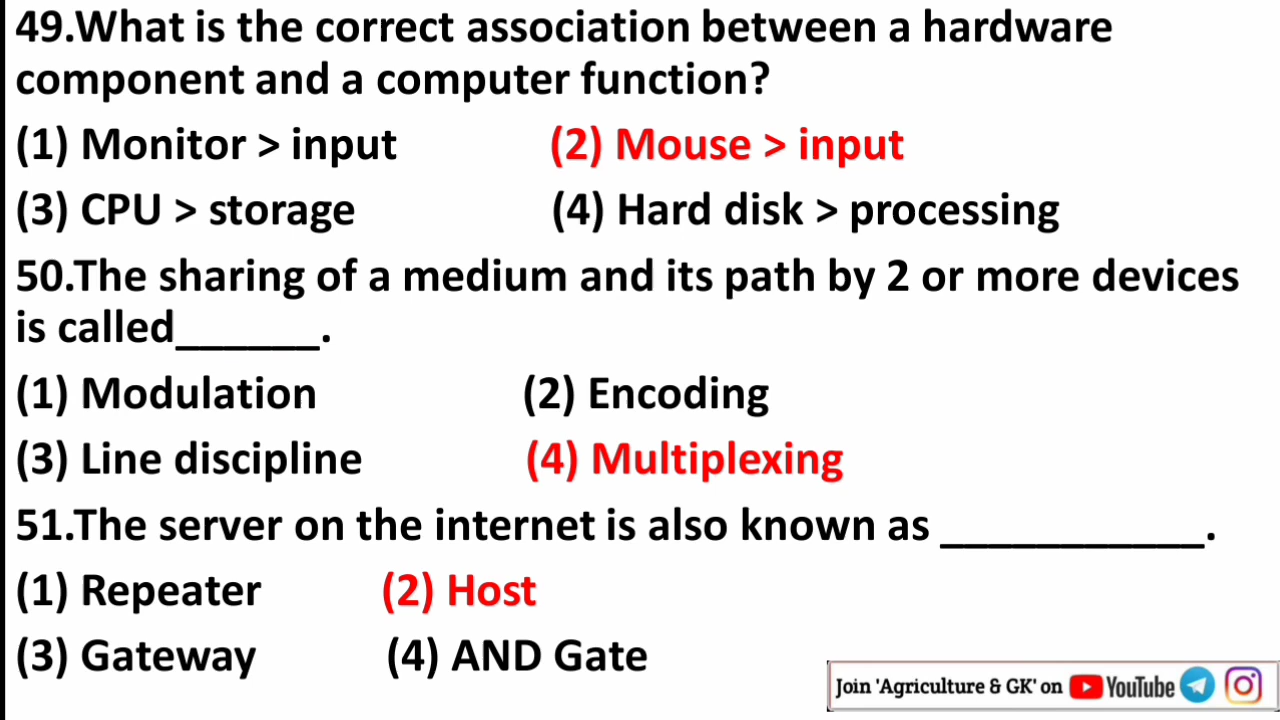 49.What is the correct association between a hardware
component and a computer function?
(1) Monitor > input (2) Mouse > input
(3) CPU > storage (4) Hard disk > processing
50.The sharing of a medium and its path by 2 or more devices
is called______.
(1) Modulation (2) Encoding
(3) Line discipline (4) Multiplexing
51.The server on the internet is also known as ___________.
(1) Repeater (2) Host
(3) Gateway (4) AND Gate
Join 'Agriculture & GK' on YouTube